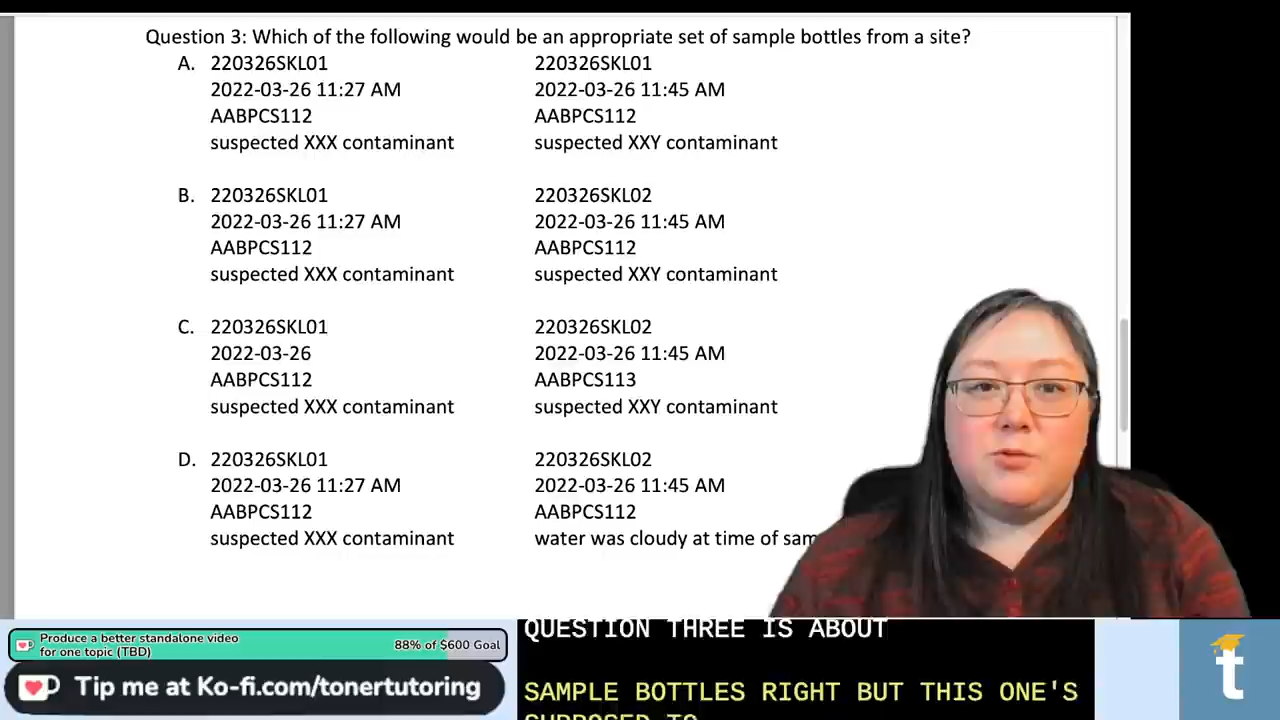 Question 3: Which of the following would be an appropriate set of sample bottles from a site?
A. 220326SKL01 220326SKL01
2022-03-26 11:27 AM 2022-03-26 11:45 AM
AABPCS112 AABPCS112
suspected XXX contaminant suspected XXY contaminant
B. 220326SKL01 220326SKL02
2022-03-26 11:27 AM 2022-03-26 11:45 AM
AABPCS112 AABPCS112
suspected XXX contaminant suspected XXY contaminant
C. 220326SKL01 220326SKL02
2022-03-26 2022-03-26 11:45 AM
AABPCS112 AABPCS113
suspected XXX contaminant suspected XXY contaminant
D. 220326SKL01 220326SKL02
2022-03-26 11:27 AM 2022-03-26 11:45 AM
AABPCS112 AABPCS112
suspected XXX contaminant water was cloudy at time of sam
Produce a better standalone video
for one topic (TBD)
88% of $600 Goal
Tip me at Ko-fi.com/tonertutoring
QUESTION THREE IS ABOUT
SAMPLE BOTTLES RIGHT BUT THIS ONE'S
SUPPOSED TO
t